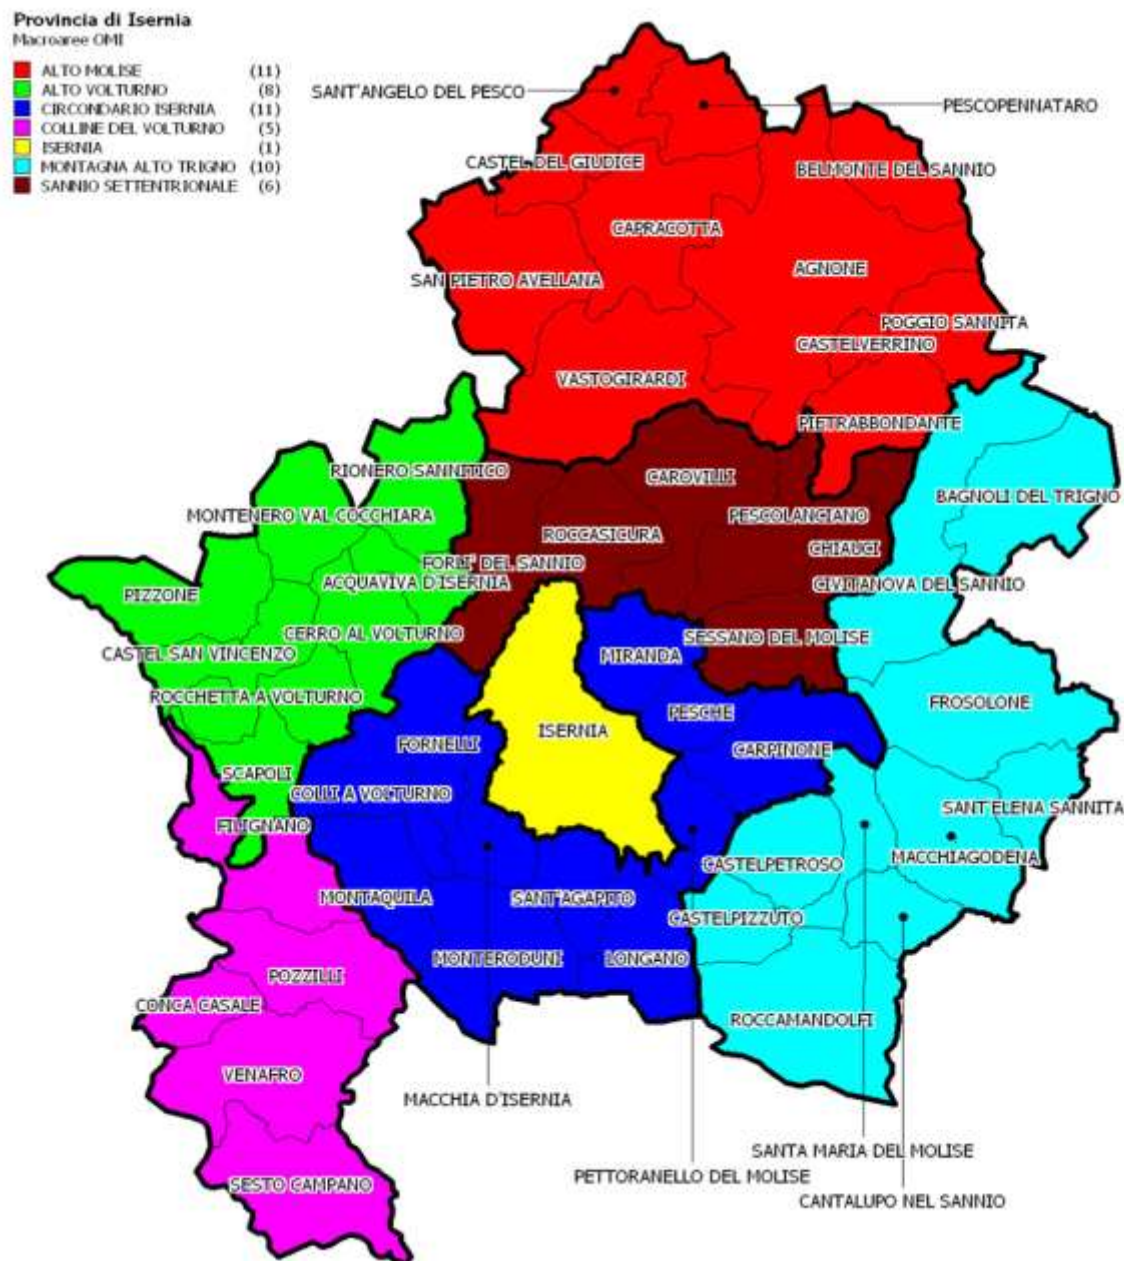 Provincia di Isernia
Macroaree OMI
ALTO MOLISE (11)
ALTO VOLTURNO (8)
CIRCONDARIO ISERNIA (11)
COLLINE DEL VOLTURNO (5)
ISERNIA (1)
MONTAGNA ALTO TRIGNO (10)
SANNIO SETTENTRIONALE (6)
SANT'ANGELO DEL PESCO
PESCOPENNATARO
CASTEL DEL GIUDICE
BELMONTE DEL SANNIO
CAPRACOTTA
AGNONE
SAN PIETRO AVELLANA
POGGIO SANNITA
CASTELVERRINO
VASTOGIRARDI
PIETRABBONDANTE
RIONERO SANNITICO
CAROVILLI
BAGNOLI DEL TRIGNO
MONTENERO VAL COCCHIARA
PESCOLANCIANO
ROCCASICURA
CHIAUCI
FORLI' DEL SANNIO
ACQUAVIVA D'ISERNIA
CIVITANOVA DEL SANNIO
PIZZONE
CERRO AL VOLTURNO
SESSANO DEL MOLISE
CASTEL SAN VINCENZO
MIRANDA
ROCCHETTA A VOLTURNO
FROSOLONE
PESCHE
ISERNIA
FORNELLI
CARPINONE
SCAPOLI
COLLI A VOLTURNO
SANT'ELENA SANNITA
FILIGNANO
MACCHIAGODENA
CASTELPETROSO
MONTAQUILA
SANT'AGAPITO
CASTELPIZZUTO
MONTERODUNI
LONGANO
POZZILLI
CONCA CASALE
ROCCAMANDOLFI
VENAFRO
MACCHIA D'ISERNIA
SANTA MARIA DEL MOLISE
PETTORANELLO DEL MOLISE
SESTO CAMPANO
CANTALUPO NEL SANNIO